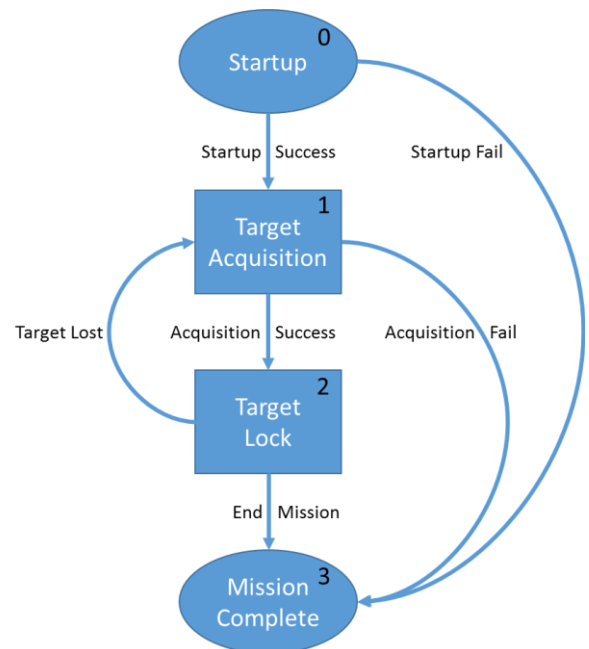 0
Startup
Startup Success
Startup Fail
1
Target
Acquisition
Target Lost
Acquisition Success
Acquisition Fail
2
Target
Lock
End Mission
3
Mission
Complete